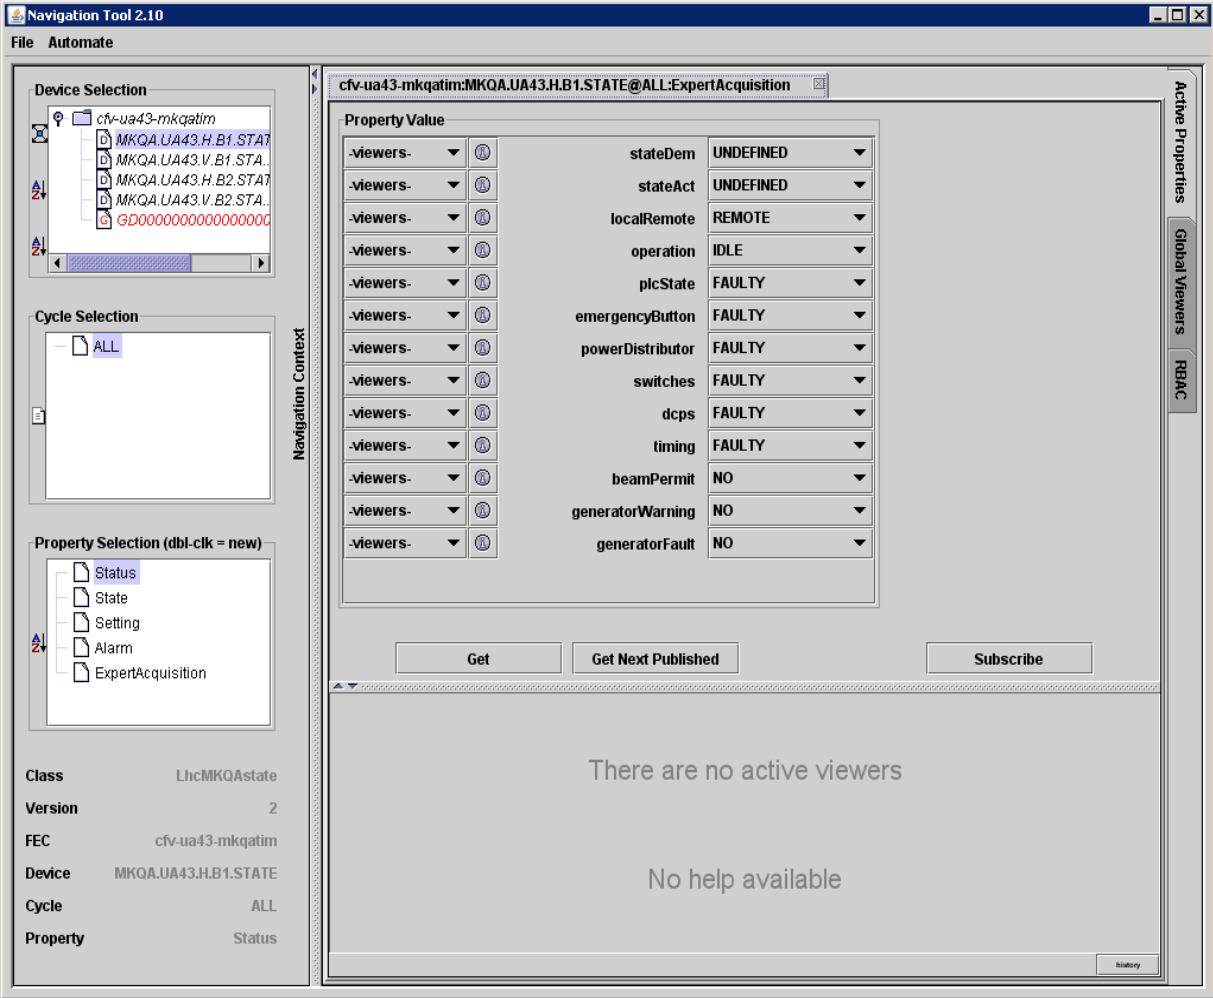 Navigation Tool 2.10
File Automate
Device Selection
cfv-ua43-mkqatim
MKQA.UA43.H.B1.STAT
MKQA.UA43.V.B1.STA...
MKQA.UA43.H.B2.STAT
MKQA.UA43.V.B2.STA...
Cycle Selection
ALL
Property Selection (dbl-clk = new)
Status
State
Setting
Alarm
ExpertAcquisition
Class LhcMKQAstate
Version 2
FEC cfv-ua43-mkqatim
Device MKQA.UA43.H.B1.STATE
Cycle ALL
Property Status
Navigation Context
cfv-ua43-mkqatim:MKQA.UA43.H.B1.STATE@ALL:ExpertAcquisition
Property Value
-viewers- stateDem UNDEFINED
-viewers- stateAct UNDEFINED
-viewers- localRemote REMOTE
-viewers- operation IDLE
-viewers- plcState FAULTY
-viewers- emergencyButton FAULTY
-viewers- powerDistributor FAULTY
-viewers- switches FAULTY
-viewers- dcps FAULTY
-viewers- timing FAULTY
-viewers- beamPermit NO
-viewers- generatorWarning NO
-viewers- generatorFault NO
Get Get Next Published Subscribe
There are no active viewers
No help available
history
Active Properties
Global Viewers
RBAC